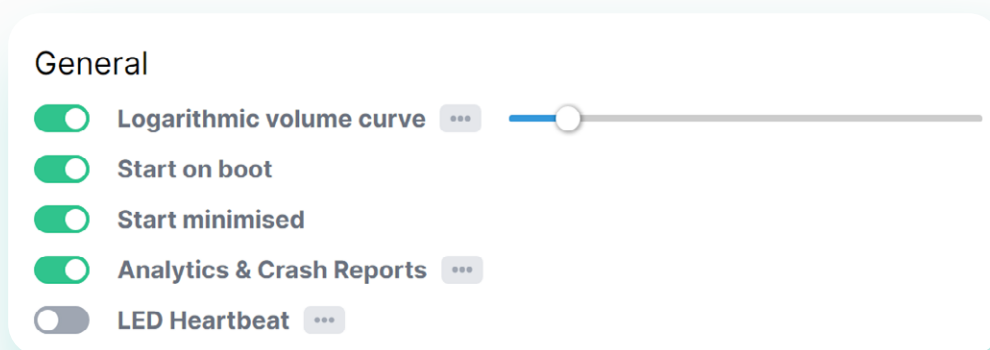 General
Logarithmic volume curve •••
Start on boot
Start minimised
Analytics & Crash Reports •••
LED Heartbeat •••